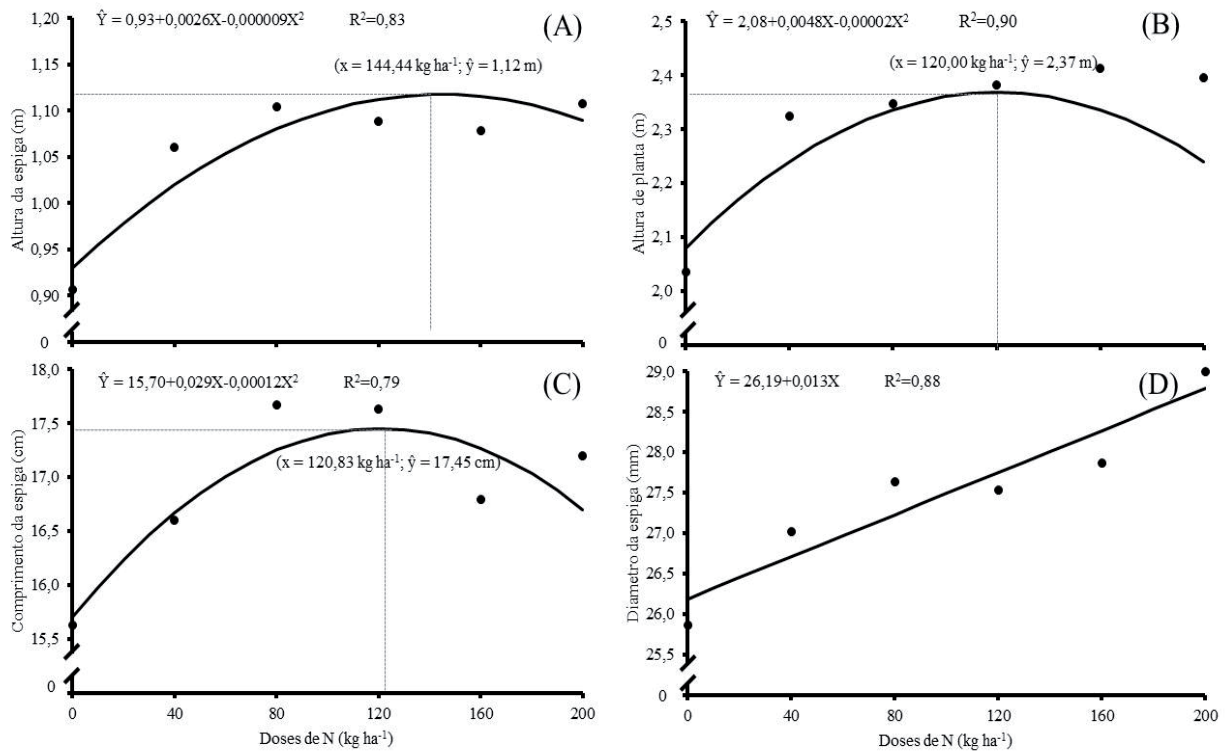 Ŷ = 0,93+0,0026X-0,000009X² R²=0,83 (A)
(x = 144,44 kg ha⁻¹; ŷ = 1,12 m)
Altura da espiga (m)
1,20
1,15
1,10
1,05
1,00
0,95
0,90
0
Ŷ = 2,08+0,0048X-0,00002X² R²=0,90 (B)
(x = 120,00 kg ha⁻¹; ŷ = 2,37 m)
Altura de planta (m)
2,5
2,4
2,3
2,2
2,1
2,0
0
0 40 80 120 160 200
Ŷ = 15,70+0,029X-0,00012X² R²=0,79 (C)
(x = 120,83 kg ha⁻¹; ŷ = 17,45 cm)
Comprimento da espiga (cm)
18,0
17,5
17,0
16,5
16,0
15,5
0
0 40 80 120 160 200
Doses de N (kg ha⁻¹)
Ŷ = 26,19+0,013X R²=0,88 (D)
Diametro da espiga (mm)
29,0
28,5
28,0
27,5
27,0
26,5
26,0
25,5
0
0 40 80 120 160 200
Doses de N (kg ha⁻¹)